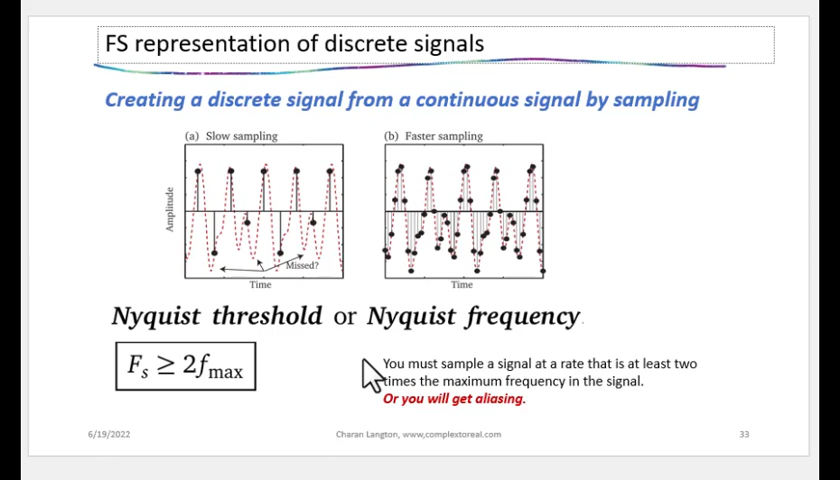 FS representation of discrete signals
Creating a discrete signal from a continuous signal by sampling
(a) Slow sampling
(b) Faster sampling
Amplitude
Missed?
Time
Time
Nyquist threshold or Nyquist frequency.
Fₛ ≥ 2f_max
You must sample a signal at a rate that is at least two
times the maximum frequency in the signal.
Or you will get aliasing.
6/19/2022
Charan Langton, www,complextoreal.com
33